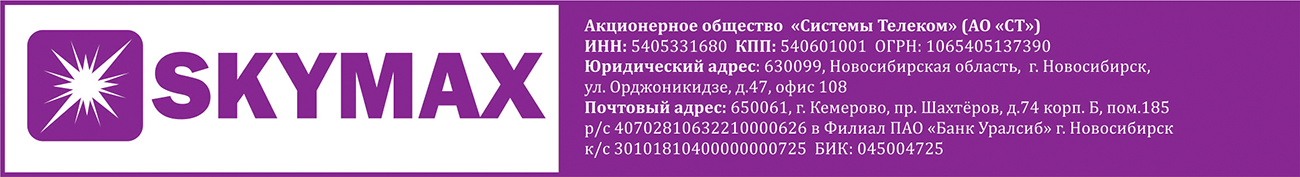 SKYMAX
Акционерное общество «Системы Телеком» (АО «СТ»)
ИНН: 5405331680 КПП: 540601001 ОГРН: 1065405137390
Юридический адрес: 630099, Новосибирская область, г. Новосибирск,
ул. Орджоникидзе, д.47, офис 108
Почтовый адрес: 650061, г. Кемерово, пр. Шахтёров, д.74 корп. Б, пом.185
р/с 40702810632210000626 в Филиал ПАО «Банк Уралсиб» г. Новосибирск
к/с 30101810400000000725 БИК: 045004725